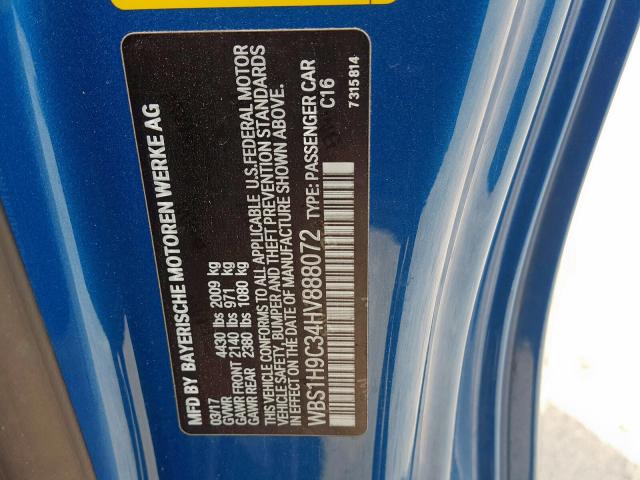 MFD BY BAYERISCHE MOTOREN WERKE AG
03/17
GVWR 4430 lbs 2009 kg
GAWR FRONT 2140 lbs 971 kg
GAWR REAR 2380 lbs 1080 kg
THIS VEHICLE CONFORMS TO ALL APPLICABLE U.S.FEDERAL MOTOR
VEHICLE SAFETY, BUMPER AND THEFT PREVENTION STANDARDS
IN EFFECT ON THE DATE OF MANUFACTURE SHOWN ABOVE.
WBS1H9C34HV888072 TYPE: PASSENGER CAR
C16
7315814